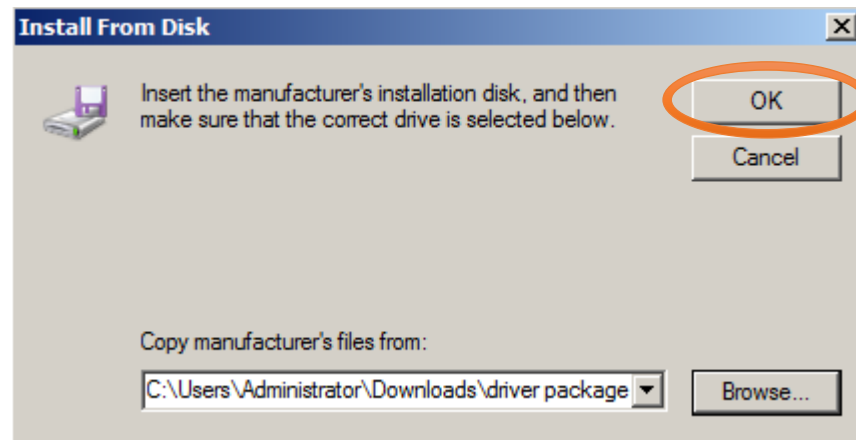 Install From Disk
Insert the manufacturer's installation disk, and then
make sure that the correct drive is selected below.
OK
Cancel
Copy manufacturer's files from:
C:\Users\Administrator\Downloads\driver package
Browse...